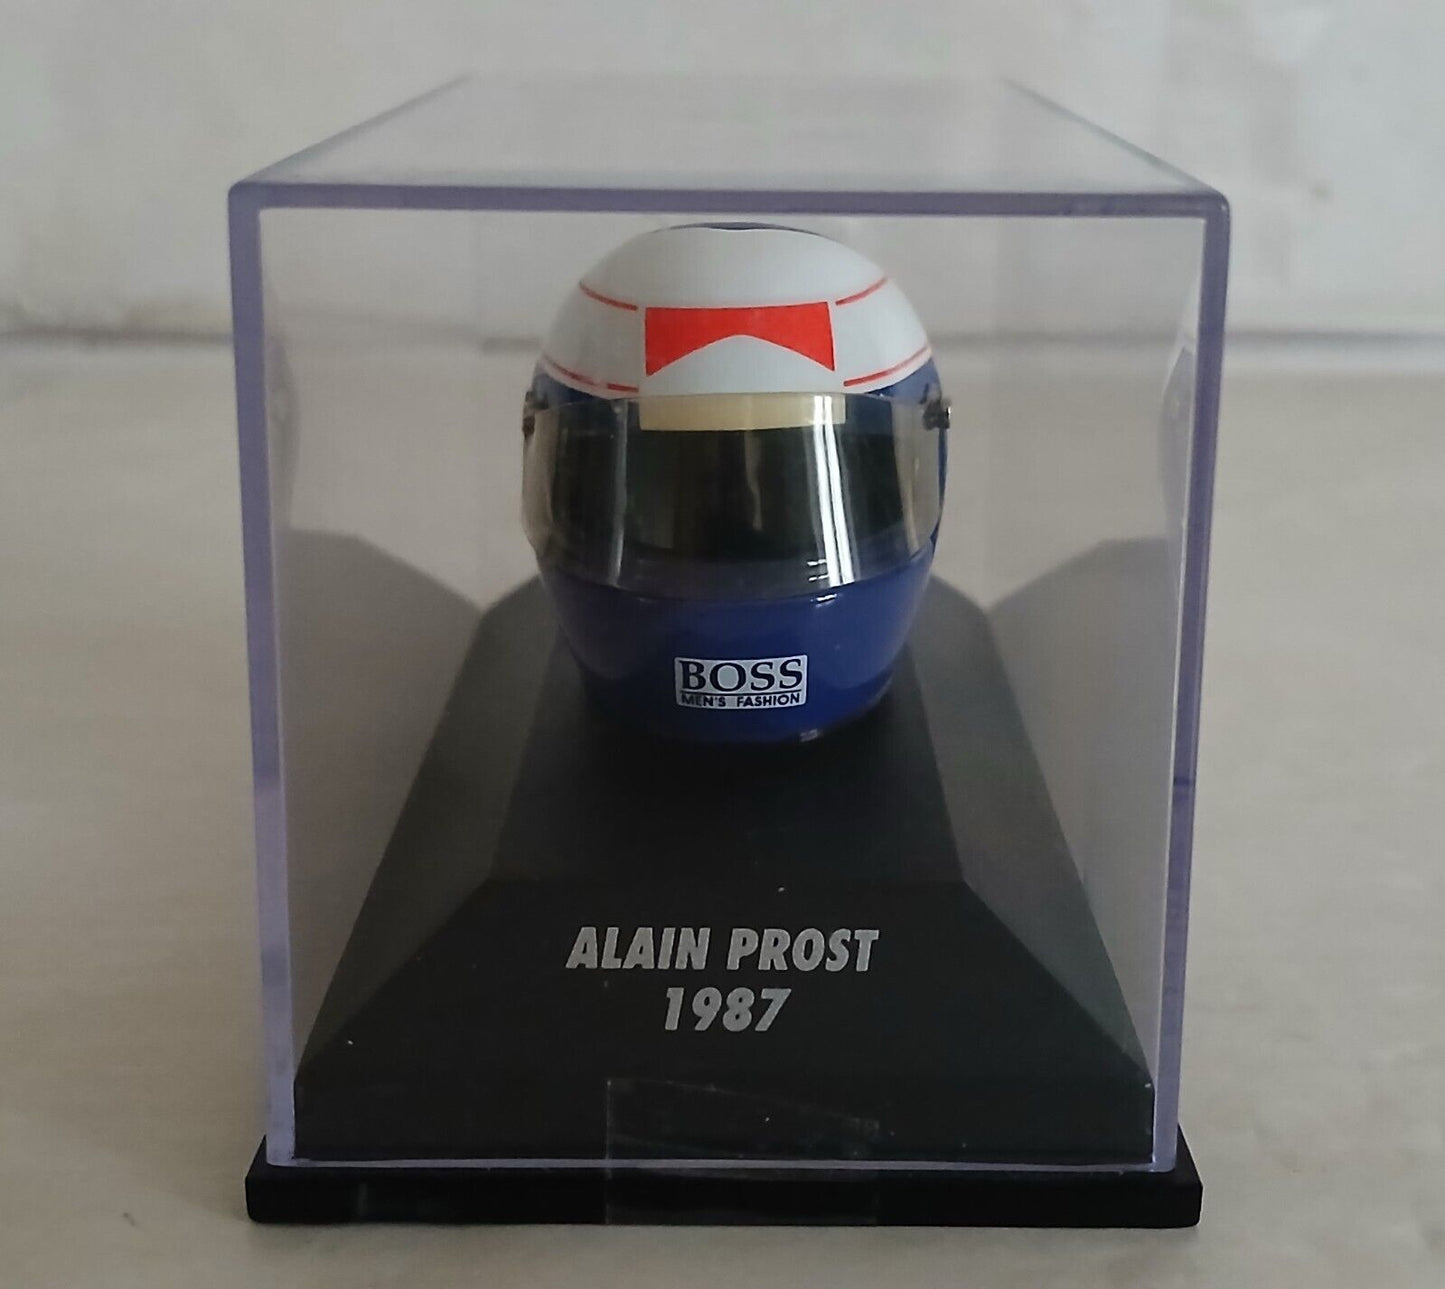 BOSS
MEN'S FASHION
ALAIN PROST
1987